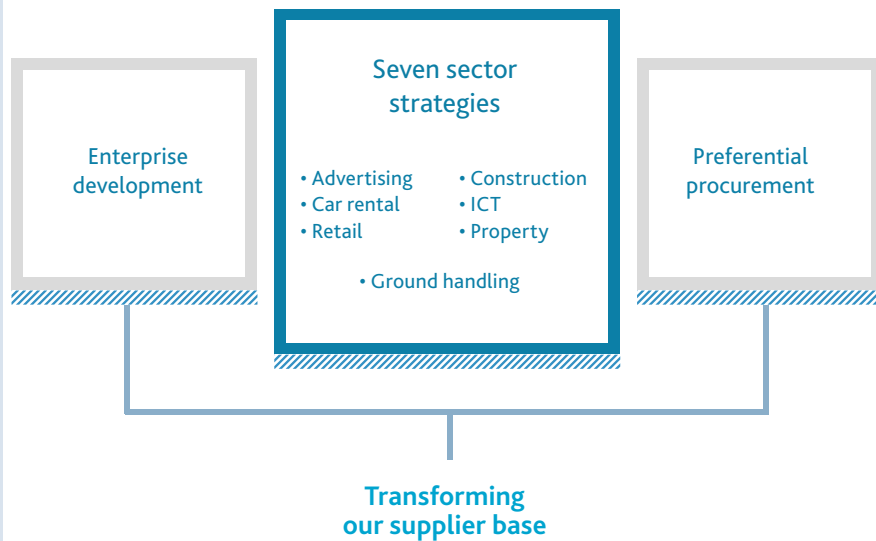 Enterprise
development
Seven sector
strategies
• Advertising
• Car rental
• Retail
• Construction
• ICT
• Property
• Ground handling
Preferential
procurement
Transforming
our supplier base